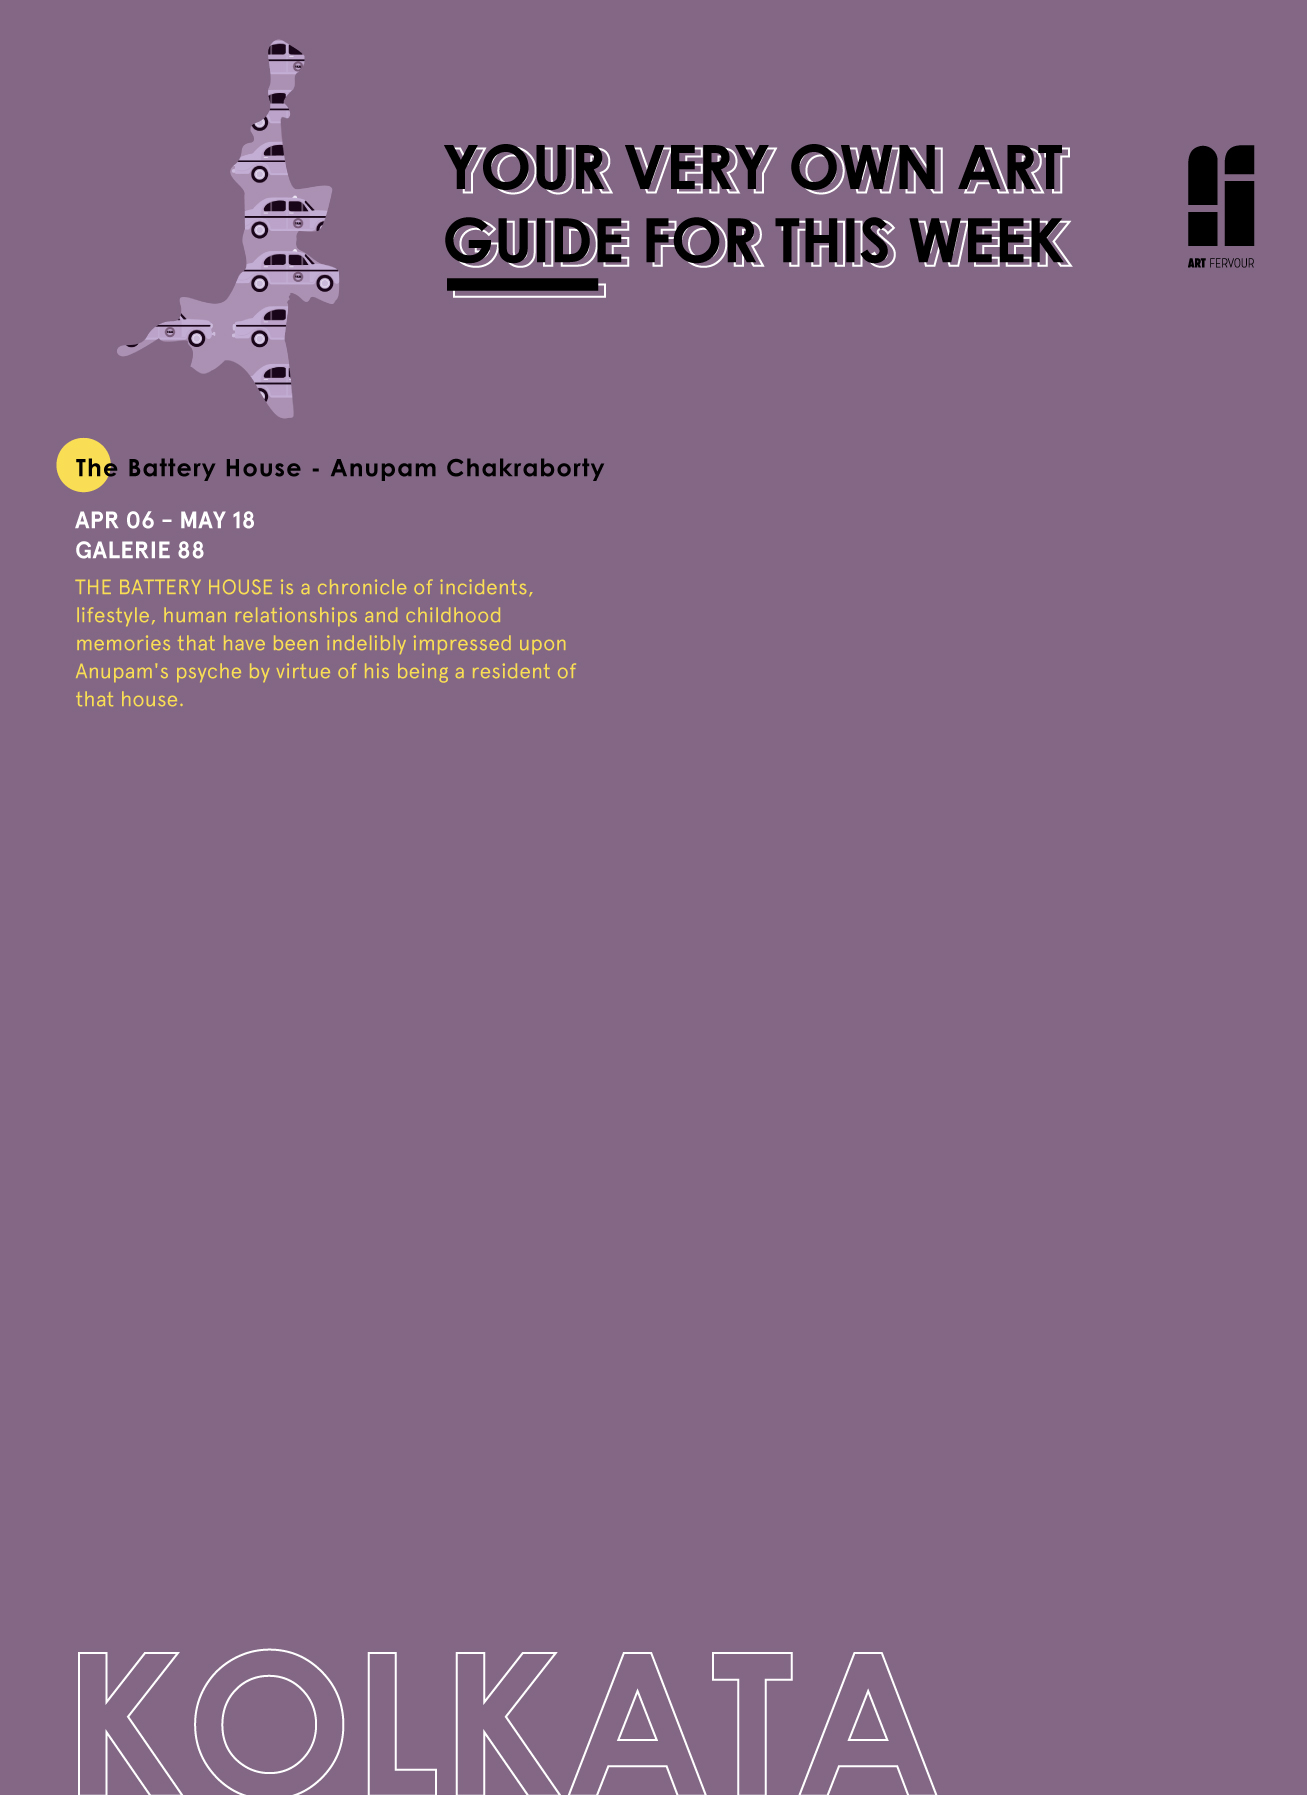 YOUR VERY OWN ART
GUIDE FOR THIS WEEK
ART FERVOUR
The Battery House - Anupam Chakraborty
APR 06 - MAY 18
GALERIE 88
THE BATTERY HOUSE is a chronicle of incidents,
lifestyle, human relationships and childhood
memories that have been indelibly impressed upon
Anupam's psyche by virtue of his being a resident of
that house.
KOLKATA